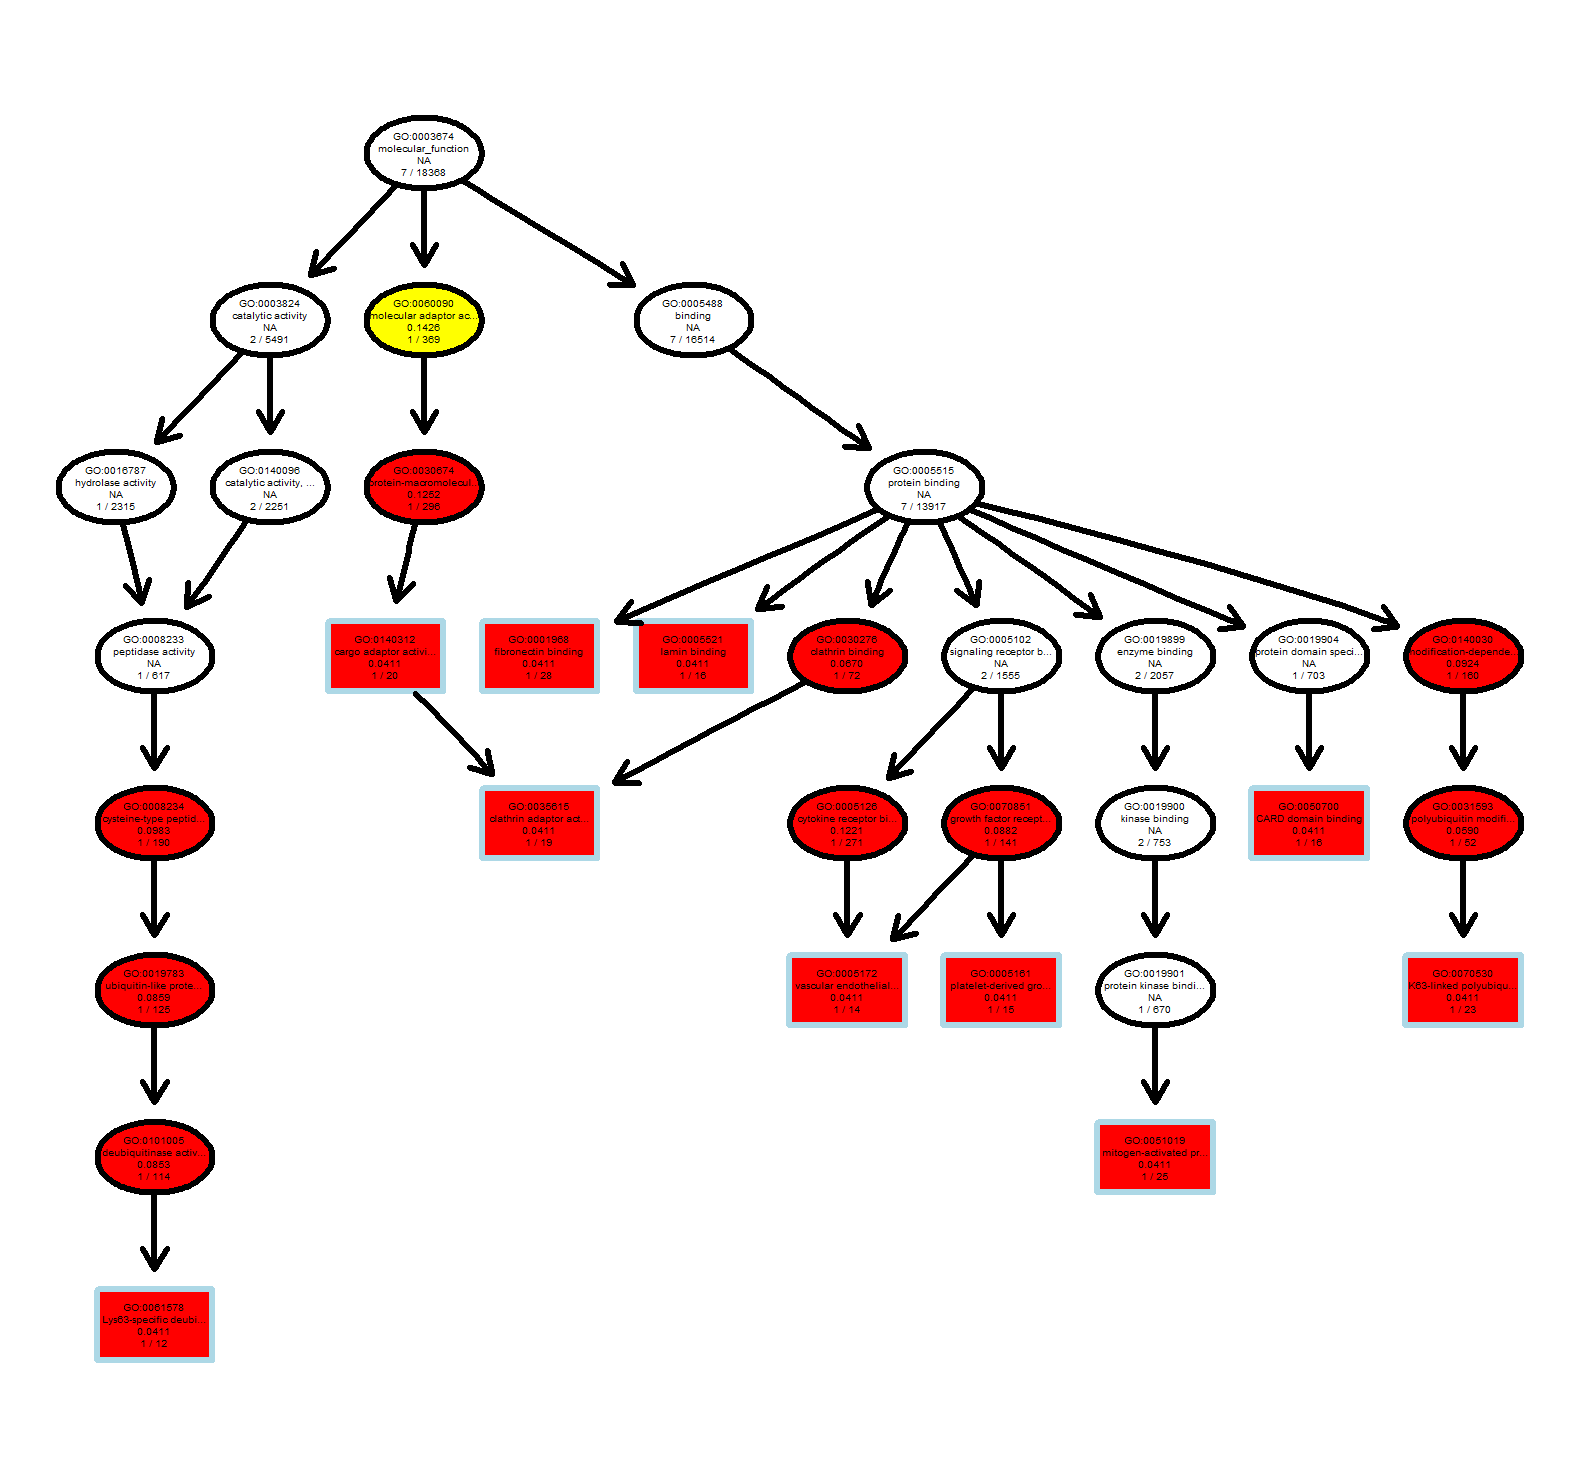 GO:0003674
molecular_function
NA
7 / 18368
GO:0003824
catalytic activity
NA
2 / 5491
GO:0060090
molecular adaptor ac...
0.1426
1 / 369
GO:0005488
binding
NA
7 / 16514
GO:0016787
hydrolase activity
NA
1 / 2315
GO:0140096
catalytic activity, ...
NA
2 / 2251
GO:0030674
protein-macromolecul...
0.1252
1 / 296
GO:0005515
protein binding
NA
7 / 13917
GO:0008233
peptidase activity
NA
1 / 617
GO:0140312
cargo adaptor activi...
0.0411
1 / 20
GO:0001968
fibronectin binding
0.0411
1 / 28
GO:0005521
lamin binding
0.0411
1 / 16
GO:0030276
clathrin binding
0.0670
1 / 72
GO:0005102
signaling receptor b...
NA
2 / 1555
GO:0019899
enzyme binding
NA
2 / 2057
GO:0019904
protein domain speci...
NA
1 / 703
GO:0140030
modification-depende...
0.0924
1 / 160
GO:0008234
cysteine-type peptid...
0.0983
1 / 190
GO:0035615
clathrin adaptor act...
0.0411
1 / 19
GO:0005126
cytokine receptor bi...
0.1221
1 / 271
GO:0070851
growth factor recept...
0.0882
1 / 141
GO:0019900
kinase binding
NA
2 / 753
GO:0050700
CARD domain binding
0.0411
1 / 16
GO:0031593
polyubiquitin modifi...
0.0590
1 / 52
GO:0019783
ubiquitin-like prote...
0.0859
1 / 125
GO:0005172
vascular endothelial...
0.0411
1 / 14
GO:0005161
platelet-derived gro...
0.0411
1 / 15
GO:0019901
protein kinase bindi...
NA
1 / 670
GO:0070530
K63-linked polyubiqu...
0.0411
1 / 23
GO:0101005
deubiquitinase activ...
0.0853
1 / 114
GO:0051019
mitogen-activated pr...
0.0411
1 / 25
GO:0061578
Lys63-specific deubi...
0.0411
1 / 12